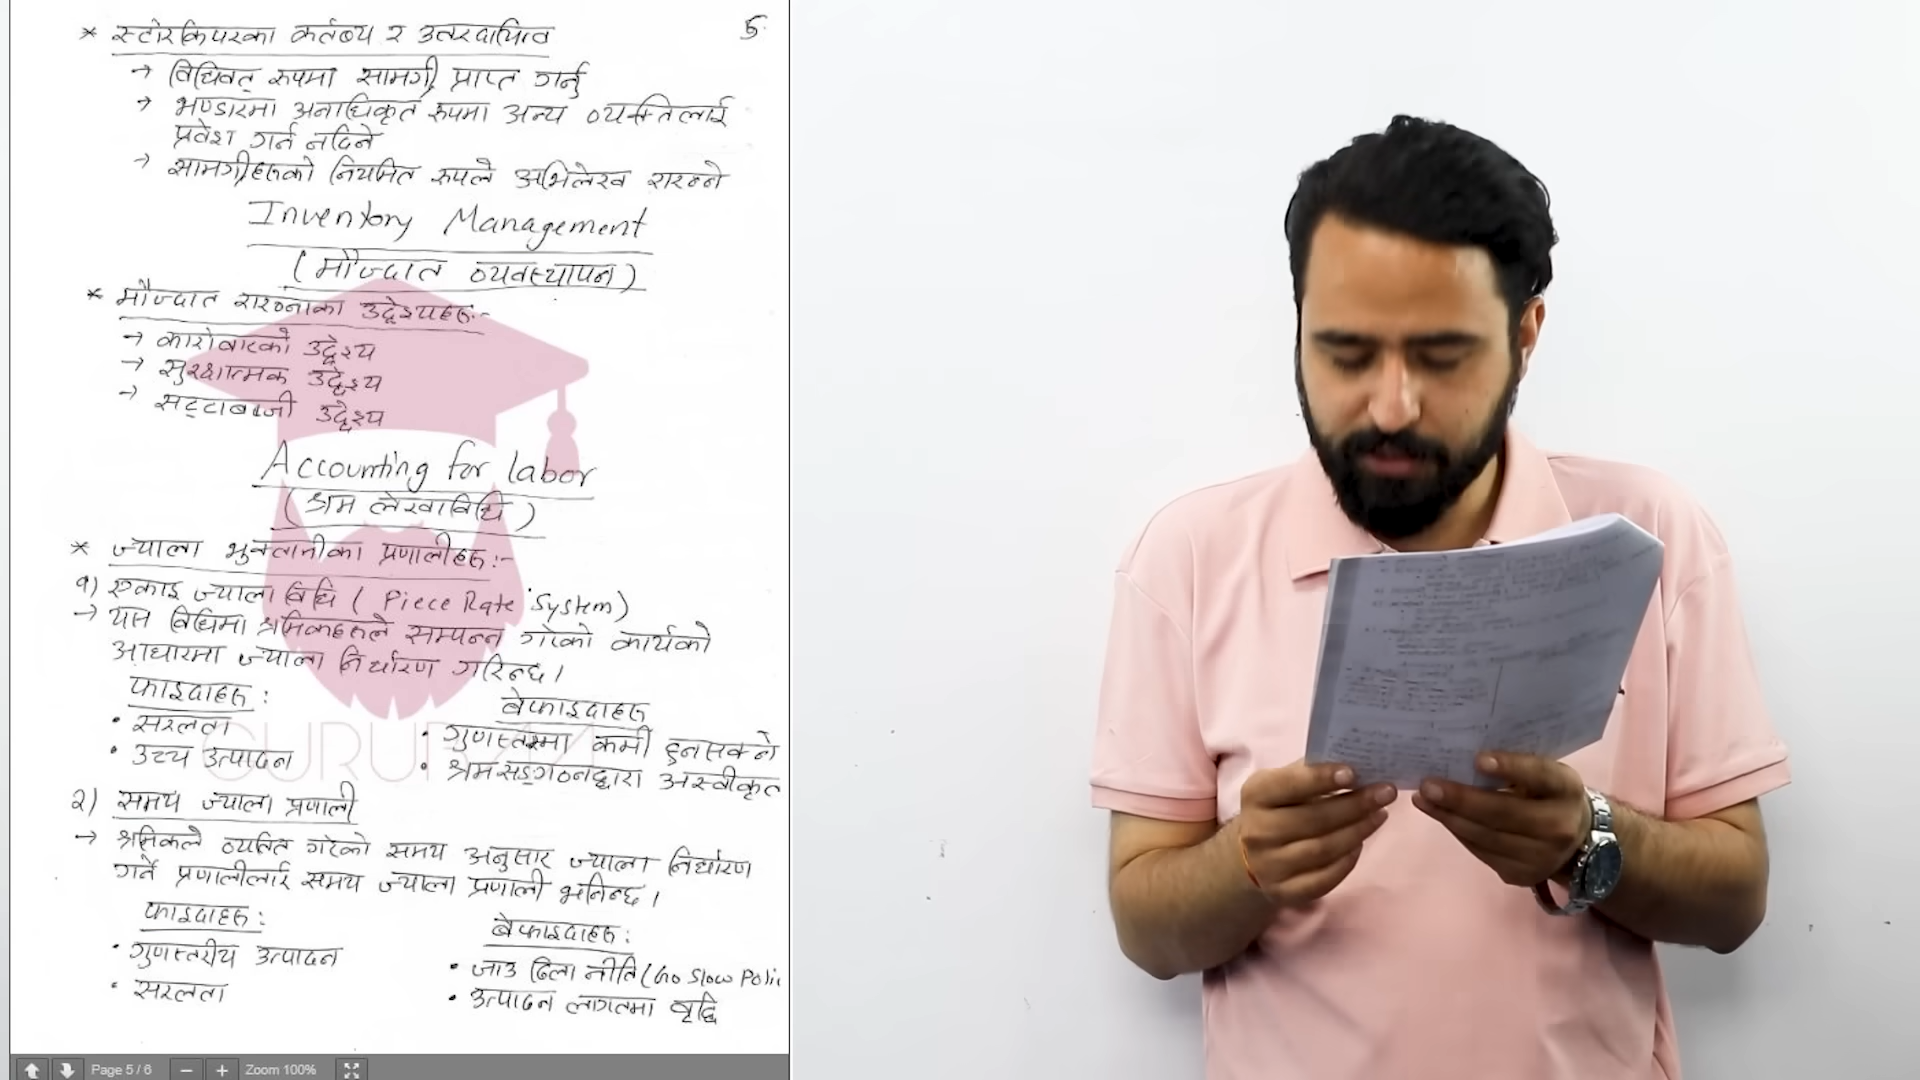 5
* स्टोरकिपरका कर्तब्य र उत्तरदायित्व
→ विधिवत् रुपमा सामग्री प्राप्त गर्नु
→ भण्डारमा अनाधिकृत रुपमा अन्य व्यक्तिलाई
प्रवेश गर्न नदिने
→ सामग्रीहरुको नियमित रुपले अभिलेख राख्ने
Inventory Management
(मौज्दात व्यवस्थापन)
* मौज्दात राख्नाका उद्देश्यहरु:-
→ कारोबारको उद्देश्य
→ सुरक्षात्मक उद्देश्य
→ सट्टाबाजी उद्देश्य
Accounting for labor
(श्रम लेखाविधि)
* ज्याला भुक्तानीका प्रणालीहरु:-
१) एकाइ ज्याला विधि (Piece Rate System)
→ यस विधिमा श्रमिकहरुले सम्पन्न गरेको कार्यको
आधारमा ज्याला निर्धारण गरिन्छ।
फाइदाहरु:
• सरलता
• उच्च उत्पादन
बेफाइदाहरु
• गुणस्तरमा कमी हुनसक्ने
• श्रमसङ्गठनद्वारा अस्वीकृत
२) समय ज्याला प्रणाली
→ श्रमिकले व्यतित गरेको समय अनुसार ज्याला निर्धारण
गर्ने प्रणालीलाई समय ज्याला प्रणाली भनिन्छ।
फाइदाहरु:
• गुणस्तरीय उत्पादन
• सरलता
बेफाइदाहरु:
• जाउ ढिला नीति (Go Slow Polic
• उत्पादन लागतमा वृद्धि
Page 5 / 6 − + Zoom 100%